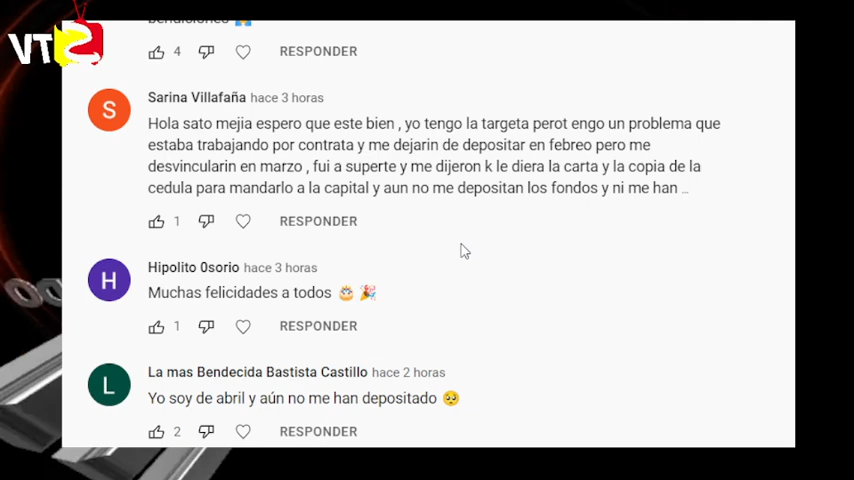 bendiciones 🙏
VTS
4 RESPONDER
S
Sarina Villafaña hace 3 horas
Hola sato mejia espero que este bien , yo tengo la targeta perot engo un problema que
estaba trabajando por contrata y me dejarin de depositar en febreo pero me
desvincularin en marzo , fui a superte y me dijeron k le diera la carta y la copia de la
cedula para mandarlo a la capital y aun no me depositan los fondos y ni me han ...
1 RESPONDER
H
Hipolito 0sorio hace 3 horas
Muchas felicidades a todos 🎂 🎉
1 RESPONDER
L
La mas Bendecida Bastista Castillo hace 2 horas
Yo soy de abril y aún no me han depositado 🥺
2 RESPONDER